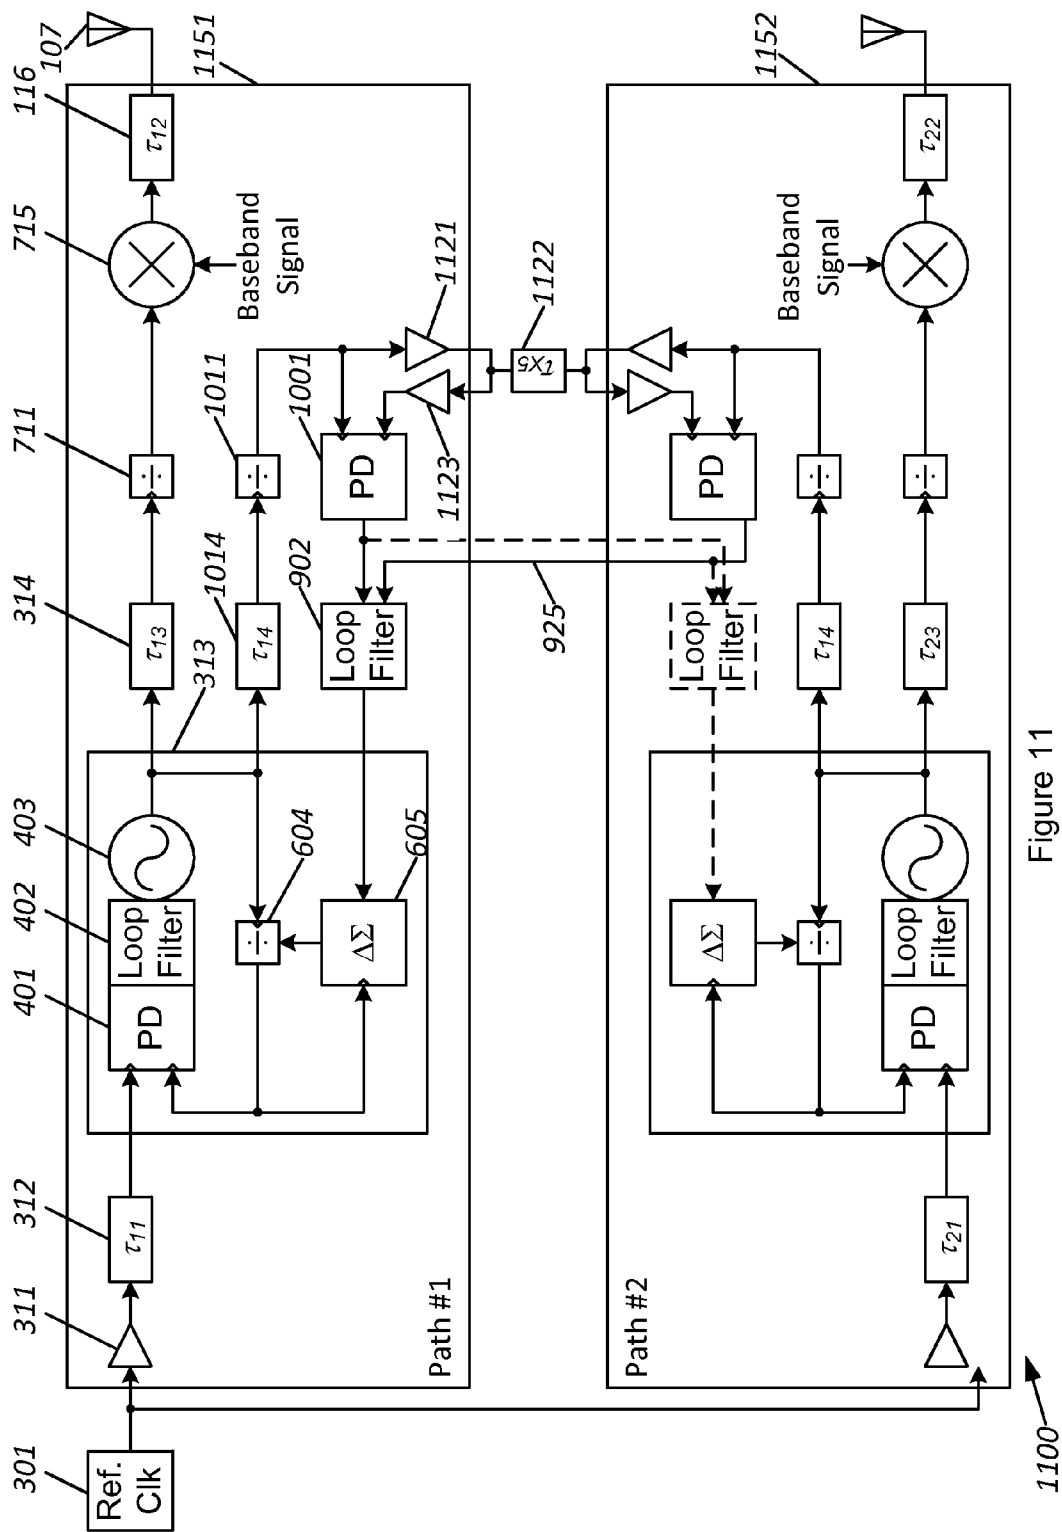 301
311
312
401
402
403
314
711
715
116
107
Ref.
Clk
τ11
PD
Loop
Filter
τ13
÷
τ12
1151
313
1014
1011
Baseband
Signal
604
÷
τ14
÷
605
ΔΣ
902
Loop
Filter
1001
PD
1123
1121
Path #1
925
τX5
1122
Path #2
1152
ΔΣ
Loop
Filter
PD
÷
τ14
÷
Baseband
Signal
τ21
PD
Loop
Filter
τ23
÷
τ22
1100
Figure 11